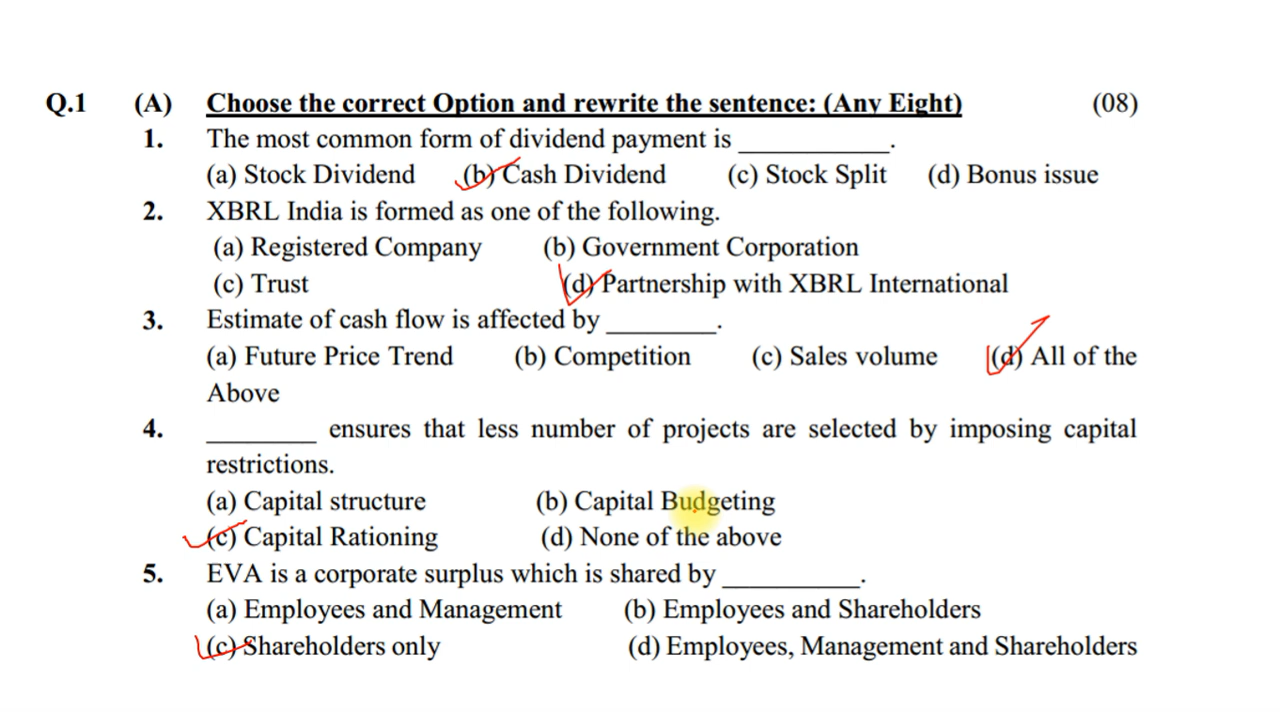 Q.1 (A) Choose the correct Option and rewrite the sentence: (Any Eight) (08)
1. The most common form of dividend payment is ___________.
(a) Stock Dividend (b) Cash Dividend (c) Stock Split (d) Bonus issue
2. XBRL India is formed as one of the following.
(a) Registered Company (b) Government Corporation
(c) Trust (d) Partnership with XBRL International
3. Estimate of cash flow is affected by ________.
(a) Future Price Trend (b) Competition (c) Sales volume (d) All of the
Above
4. ________ ensures that less number of projects are selected by imposing capital
restrictions.
(a) Capital structure (b) Capital Budgeting
(c) Capital Rationing (d) None of the above
5. EVA is a corporate surplus which is shared by __________.
(a) Employees and Management (b) Employees and Shareholders
(c) Shareholders only (d) Employees, Management and Shareholders